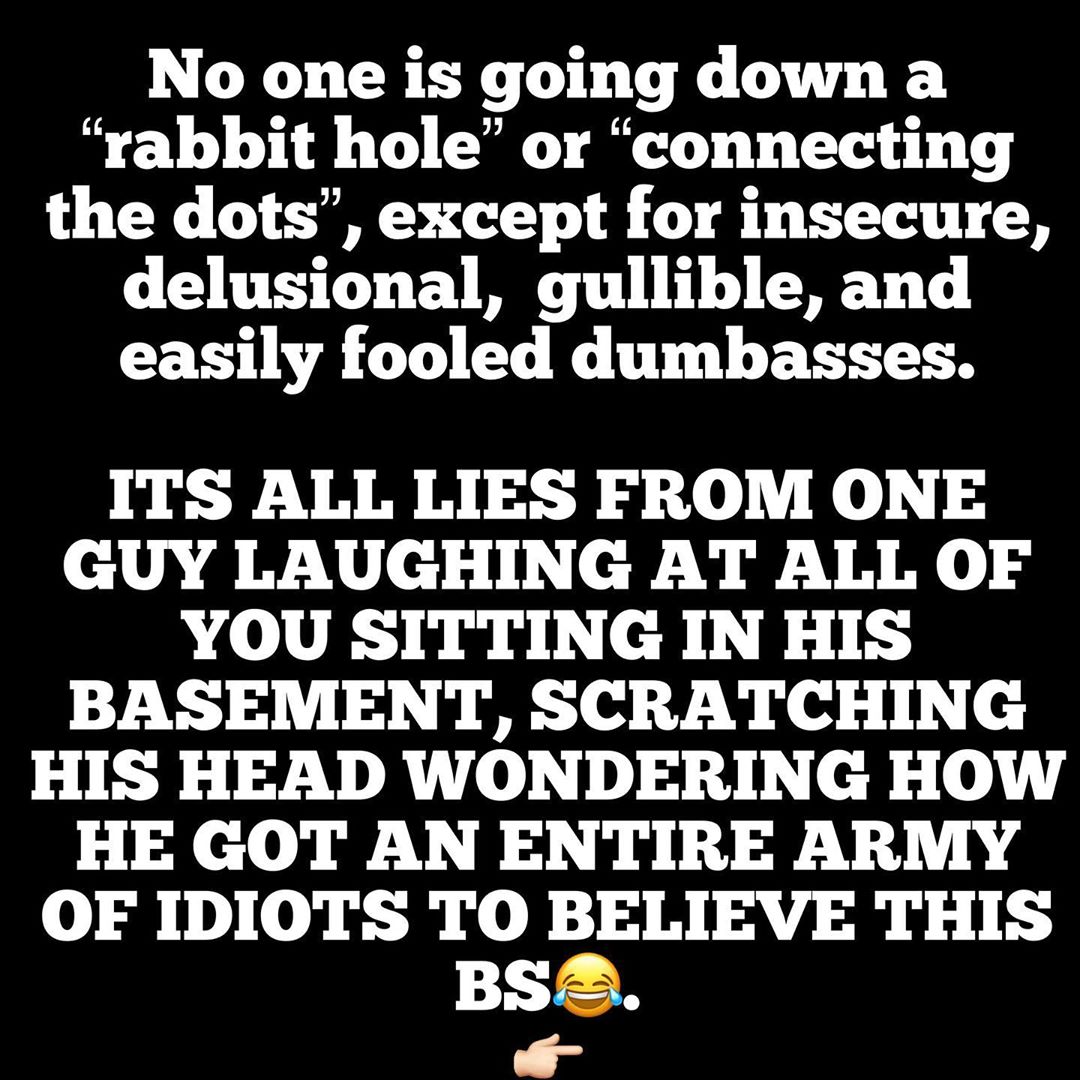 No one is going down a
“rabbit hole” or “connecting
the dots”, except for insecure,
delusional,  gullible, and
easily fooled dumbasses.
ITS ALL LIES FROM ONE
GUY LAUGHING AT ALL OF
YOU SITTING IN HIS
BASEMENT, SCRATCHING
HIS HEAD WONDERING HOW
HE GOT AN ENTIRE ARMY
OF IDIOTS TO BELIEVE THIS
BS😂.
👉🏻